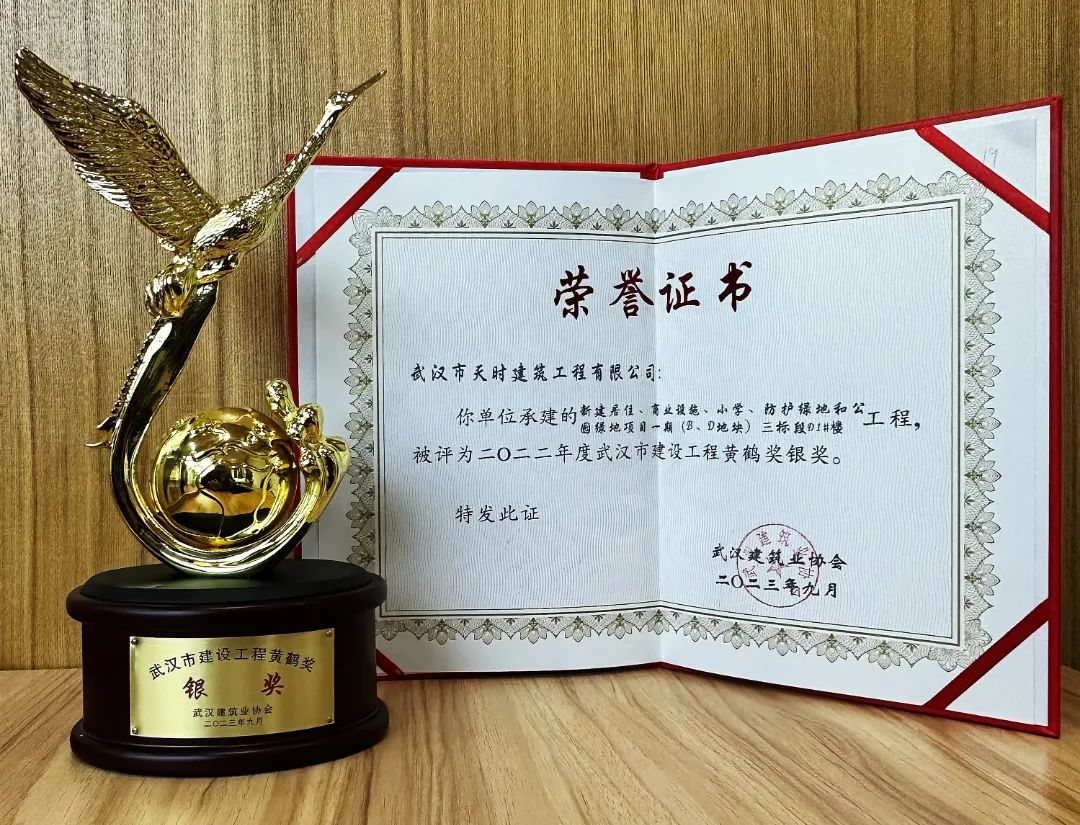 荣誉证书
武汉市天时建筑工程有限公司:
你单位承建的新建居住、商业设施、小学、防护绿地和公
园绿地项目一期(B、D地块)三标段D1#楼工程,
被评为二〇二二年度武汉市建设工程黄鹤奖银奖。
特发此证
武汉建筑业协会
二〇二三年九月
19
武汉市建设工程黄鹤奖
银 奖
武汉建筑业协会
二〇二三年九月